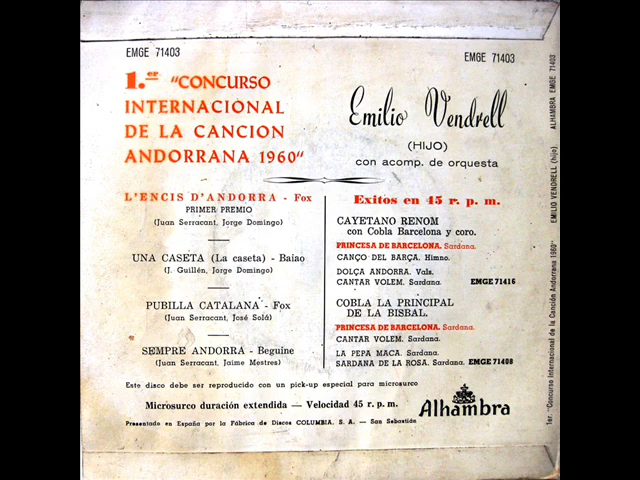 EMGE 71403
EMGE 71403
1.er "CONCURSO
INTERNACIONAL
DE LA CANCION
ANDORRANA 1960"
Emilio Vendrell
(HIJO)
con acomp. de orquesta
L'ENCIS D'ANDORRA - Fox
PRIMER PREMIO
(Juan Serracant, Jorge Domingo)
UNA CASETA (La caseta) - Baiao
(J. Guillén, Jorge Domingo)
PUBILLA CATALANA - Fox
(Juan Serracant, José Solá)
SEMPRE ANDORRA - Beguine
(Juan Serracant, Jaime Mestres)
Exitos en 45 r. p. m.
CAYETANO RENOM
con Cobla Barcelona y coro.
PRINCESA DE BARCELONA. Sardana.
CANÇO DEL BARÇA. Himno.
DOLÇA ANDORRA. Vals.
CANTAR VOLEM. Sardana. EMGE 71416
COBLA LA PRINCIPAL
DE LA BISBAL.
PRINCESA DE BARCELONA. Sardana.
CANTAR VOLEM. Sardana.
LA PEPA MACA. Sardana.
SARDANA DE LA ROSA. Sardana. EMGE 71408
Este disco debe ser reproducido con un pick-up especial para microsurco
Microsurco duración extendida — Velocidad 45 r. p. m.
Presentado en España por la Fábrica de Discos COLUMBIA, S. A. — San Sebastián
Alhambra
1er. "Concurso Internacional de la Canción Andorrana 1960" EMILIO VENDRELL (hijo). ALHAMBRA EMGE 71403